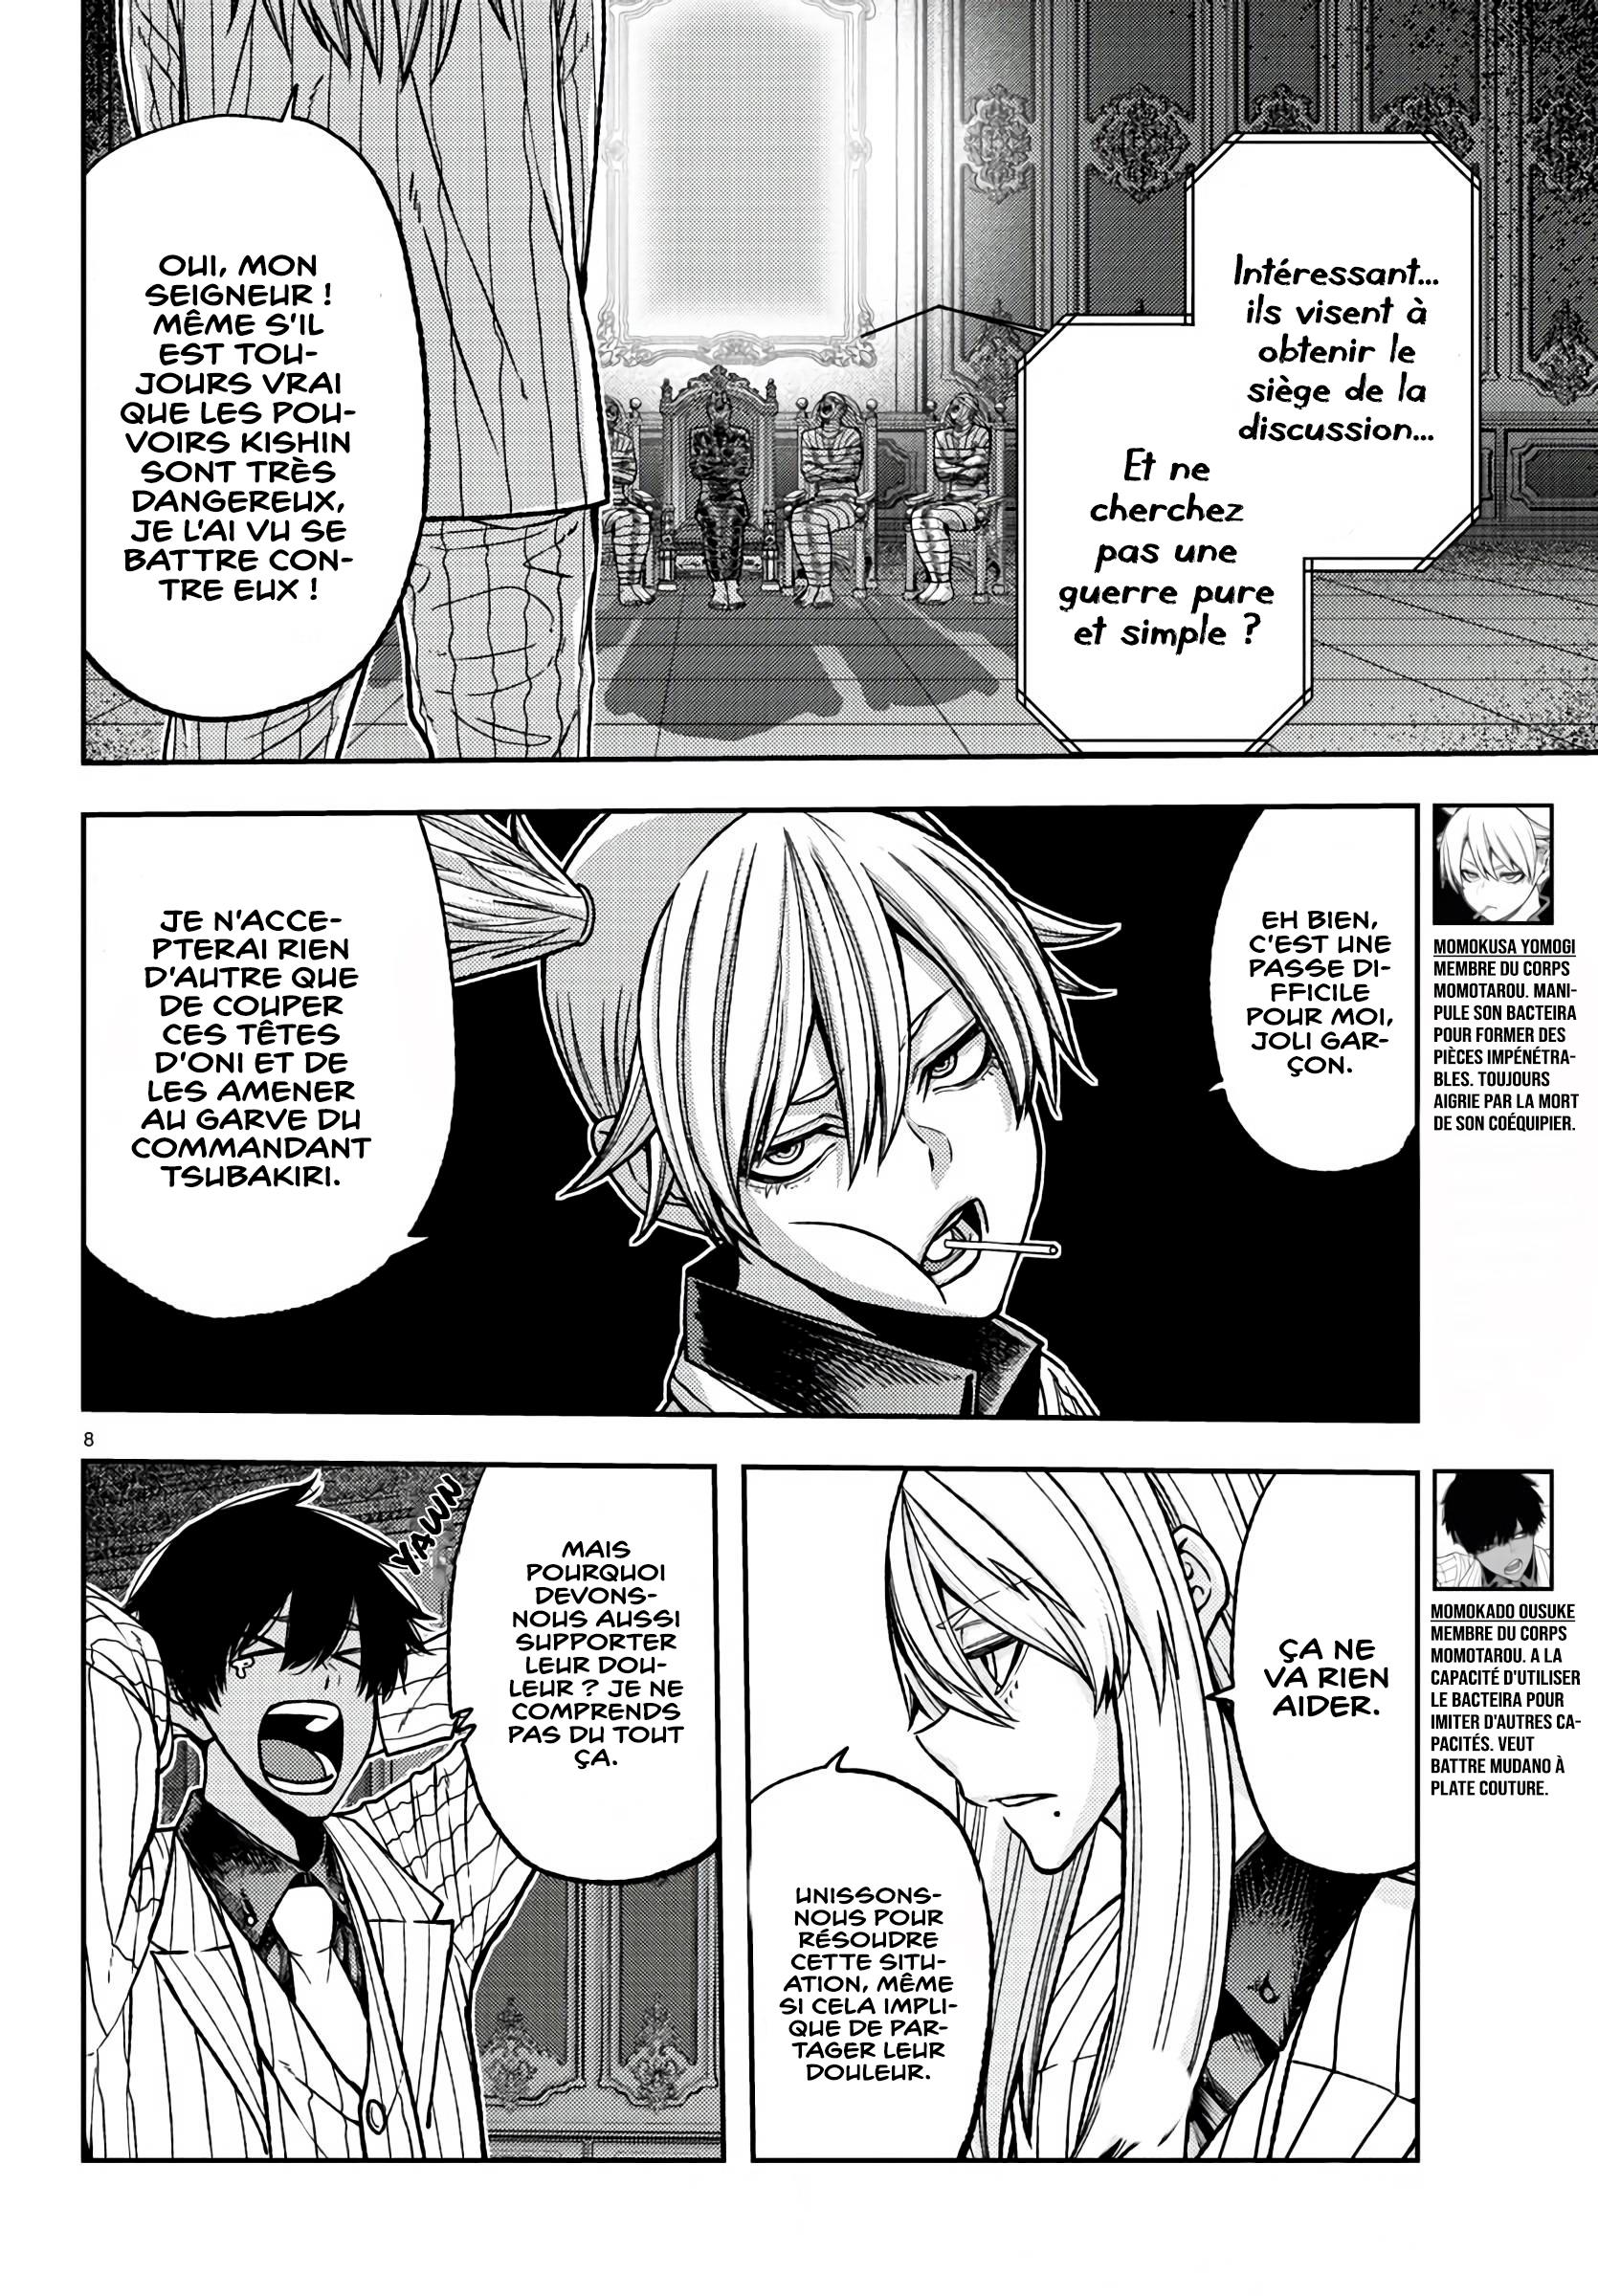 Intéressant...
ils visent à
obtenir le
siège de la
discussion...
Et ne
cherchez
pas une
guerre pure
et simple ?
OUI, MON
SEIGNEUR !
MÊME S'IL
EST TOU-
JOURS VRAI
QUE LES POU-
VOIRS KISHIN
SONT TRÈS
DANGEREUX,
JE L'AI VU SE
BATTRE CON-
TRE EUX !
EH BIEN,
C'EST UNE
PASSE DI-
FFICILE
POUR MOI,
JOLI GAR-
ÇON.
JE N'ACCE-
PTERAI RIEN
D'AUTRE QUE
DE COUPER
CES TÊTES
D'ONI ET DE
LES AMENER
AU GARVE DU
COMMANDANT
TSUBAKIRI.
MOMOKUSA YOMOGI
MEMBRE DU CORPS
MOMOTAROU. MANI-
PULE SON BACTEIRA
POUR FORMER DES
PIÈCES IMPÉNÉTRA-
BLES. TOUJOURS
AIGRIE PAR LA MORT
DE SON COÉQUIPIER.
8
ÇA NE
VA RIEN
AIDER.
UNISSONS-
NOUS POUR
RÉSOUDRE
CETTE SITU-
ATION, MÊME
SI CELA IMPLI-
QUE DE PAR-
TAGER LEUR
DOULEUR.
MAIS
POURQUOI
DEVONS-
NOUS AUSSI
SUPPORTER
LEUR DOU-
LEUR ? JE NE
COMPRENDS
PAS DU TOUT
ÇA.
YAWN
MOMOKADO OUSUKE
MEMBRE DU CORPS
MOMOTAROU. A LA
CAPACITÉ D'UTILISER
LE BACTEIRA POUR
IMITER D'AUTRES CA-
PACITÉS. VEUT
BATTRE MUDANO À
PLATE COUTURE.